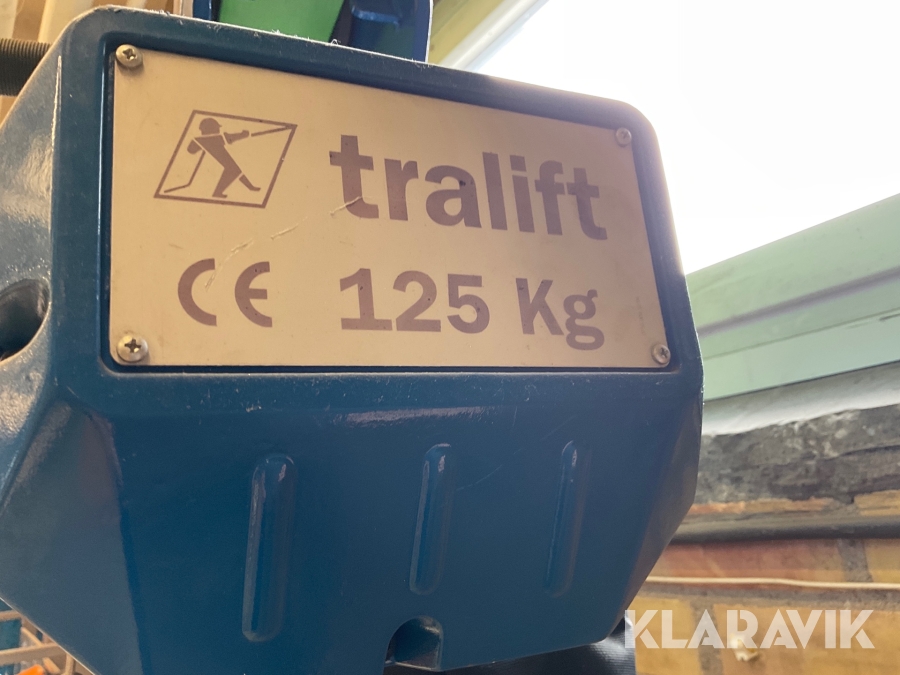 tralift
CE 125 Kg
KLARAVIK